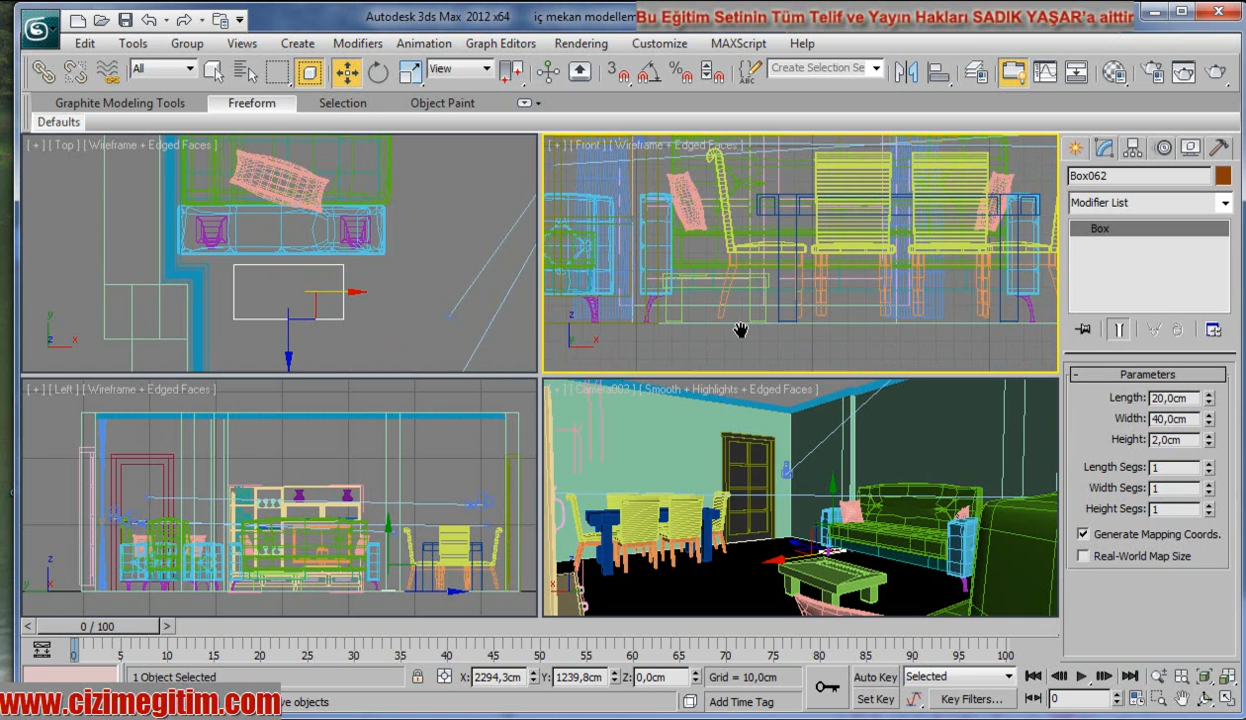 Autodesk 3ds Max 2012 x64 iç mekan modellem
Bu Eğitim Setinin Tüm Telif ve Yayın Hakları SADIK YAŞAR'a aittir
Edit Tools Group Views Create Modifiers Animation Graph Editors Rendering Customize MAXScript Help
All View 3 ABC Create Selection Se
Graphite Modeling Tools Freeform Selection Object Paint
Defaults
[ + ] [ Top ] [ Wireframe + Edged Faces ]
[ + ] [ Front ] [ Wireframe + Edged Faces ]
Box062
Modifier List
Box
y
z x
z
x
[ + ] [ Left ] [ Wireframe + Edged Faces ]
[ + ] [ Camera003 ] [ Smooth + Highlights + Edged Faces ]
- Parameters
Length: 20,0cm
Width: 40,0cm
Height: 2,0cm
Length Segs: 1
Width Segs: 1
Height Segs: 1
Generate Mapping Coords.
Real-World Map Size
z
y
z
x
< 0 / 100 >
0 5 10 15 20 25 30 35 40 45 50 55 60 65 70 75 80 85 90 95 100
1 Object Selected X: 2294,3cm Y: 1239,8cm Z: 0,0cm Grid = 10,0cm Auto Key Selected
www.cizimegitim.com
ve objects Add Time Tag Set Key Key Filters... 0